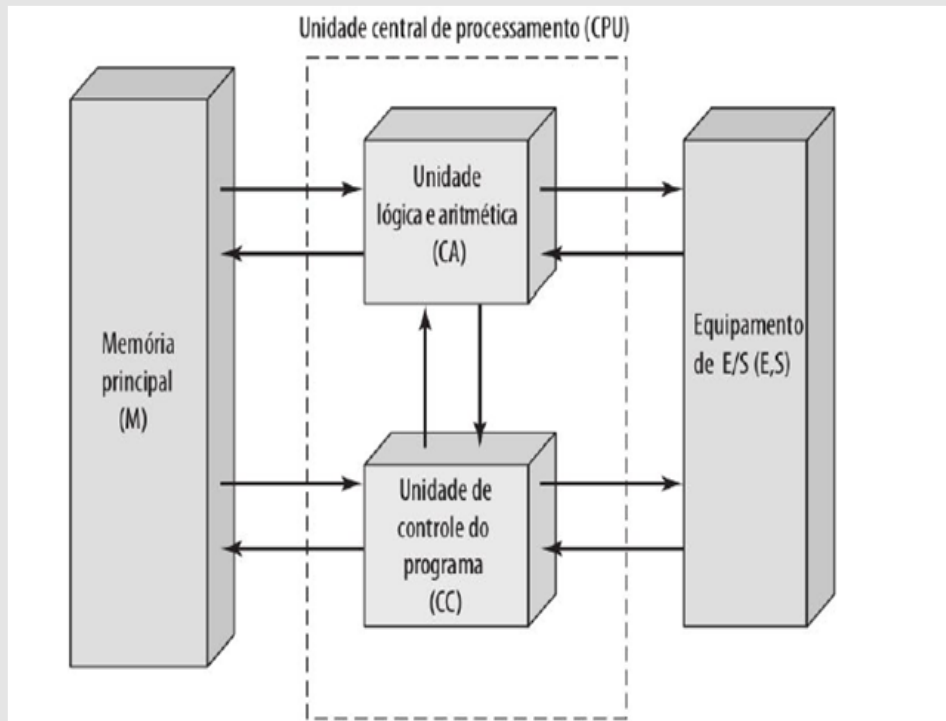 Unidade central de processamento (CPU)
Memória
principal
(M)
Unidade
lógica e aritmética
(CA)
Unidade de
controle do
programa
(CC)
Equipamento
de E/S (E,S)